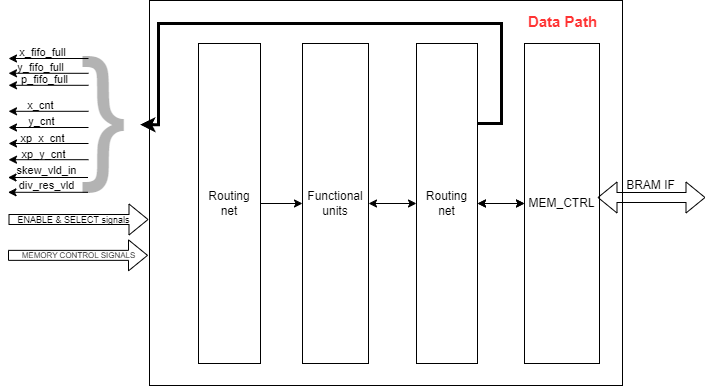 Data Path
x_fifo_full
y_fifo_full
p_fifo_full
x_cnt
y_cnt
xp_x_cnt
xp_y_cnt
skew_vld_in
div_res_vld
ENABLE & SELECT signals
MEMORY CONTROL SIGNALS
Routing
net
Functional
units
Routing
net
MEM_CTRL
BRAM IF